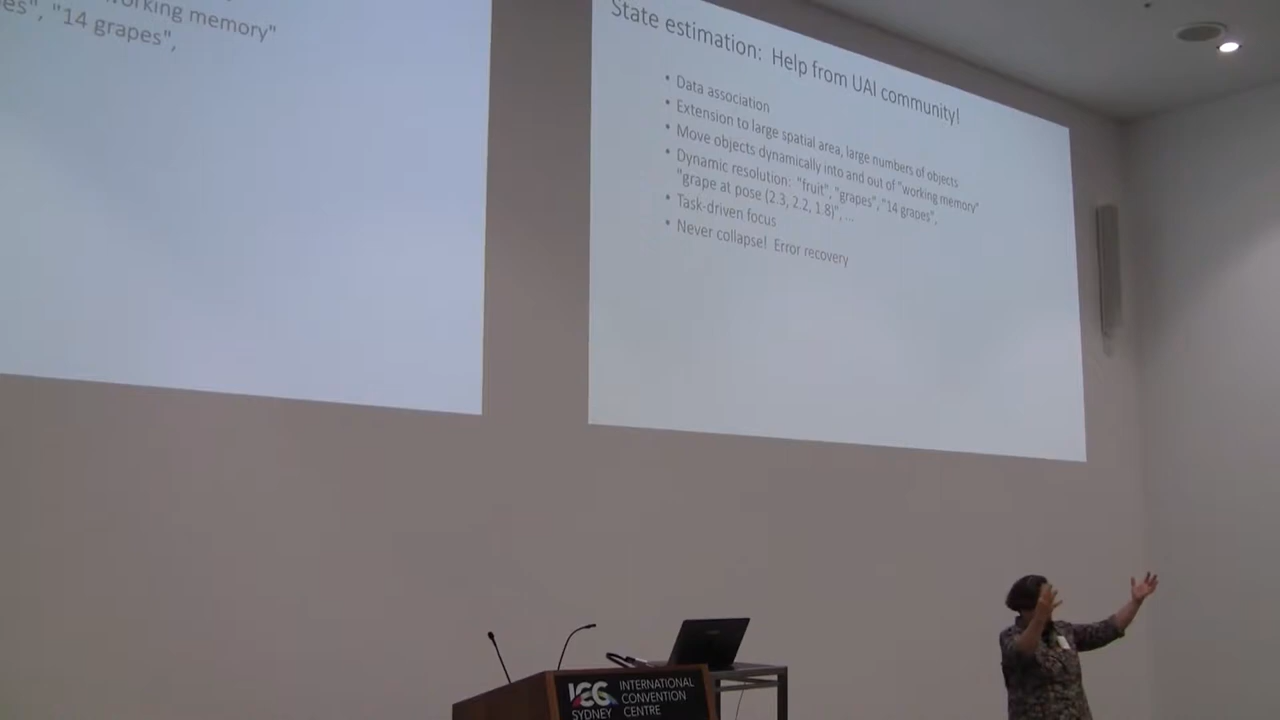 working memory"
"14 grapes",
State estimation: Help from UAI community!
• Data association
• Extension to large spatial area, large numbers of objects
• Move objects dynamically into and out of "working memory"
• Dynamic resolution: "fruit", "grapes", "14 grapes",
"grape at pose (2.3, 2.2, 1.8)", ...
• Task-driven focus
• Never collapse! Error recovery
ICC
SYDNEY
INTERNATIONAL
CONVENTION
CENTRE